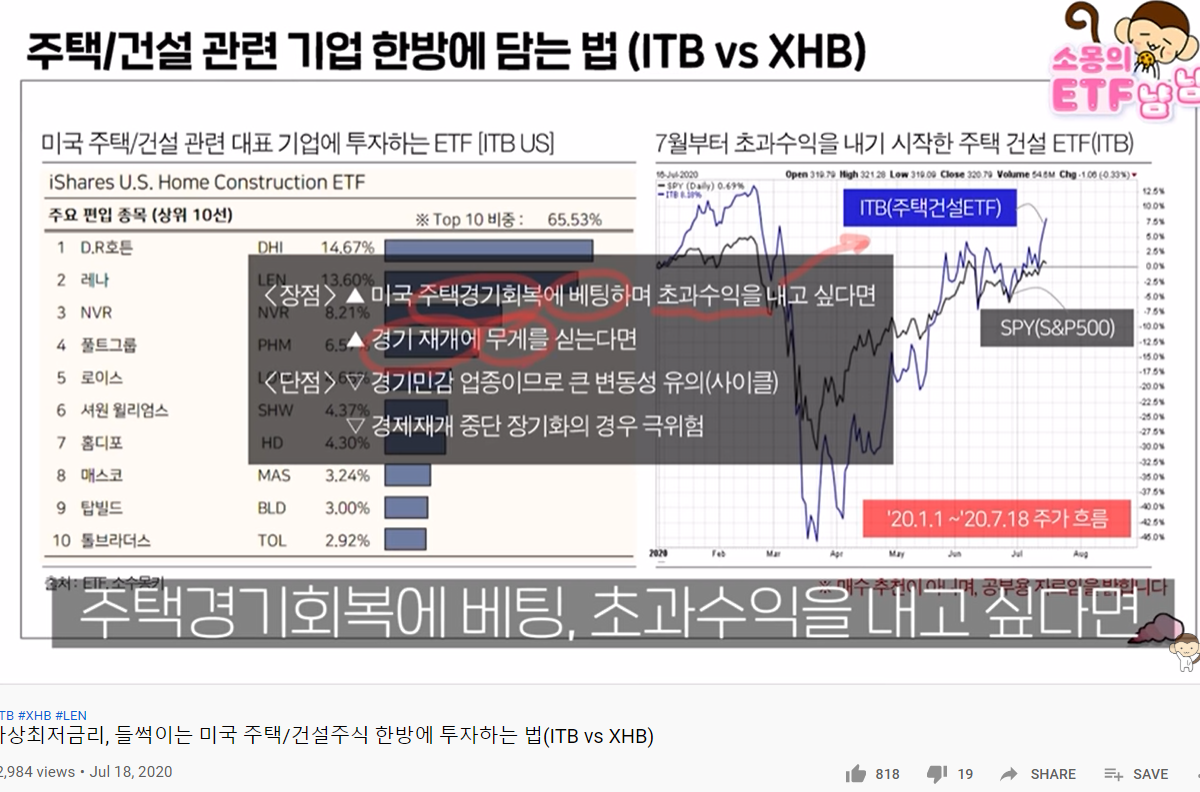 주택/건설 관련 기업 한방에 담는 법 (ITB vs XHB)
소몽의
ETF냠냠
미국 주택/건설 관련 대표 기업에 투자하는 ETF [ITB US]
iShares U.S. Home Construction ETF
주요 편입 종목 (상위 10선)
※ Top 10 비중 : 65.53%
1 D.R호튼 DHI 14.67%
2 레나 LEN 13.60%
3 NVR NVR 8.21%
4 풀트그룹 PHM
5 로이스
6 셔윈 윌리엄스 SHW 4.37%
7 홈디포 HD 4.30%
8 매스코 MAS 3.24%
9 탑빌드 BLD 3.00%
10 톨브라더스 TOL 2.92%
출처 : ETF, 소수몽키
<장점> ▲ 미국 주택경기회복에 베팅하며 초과수익을 내고 싶다면
▲ 경기 재개에 무게를 싣는다면
<단점> ▽ 경기민감 업종이므로 큰 변동성 유의(사이클)
▽ 경제재개 중단 장기화의 경우 극위험
7월부터 초과수익을 내기 시작한 주택 건설 ETF(ITB)
16-Jul-2020 Open 319.79 High 321.28 Low 319.09 Close 320.79 Volume 54.6M Chg -1.06 (-0.33%)
SPY (Daily) 0.69%
ITB
ITB(주택건설ETF)
SPY(S&P500)
12.5%
10.0%
7.5%
5.0%
2.5%
0.0%
-2.5%
-5.0%
-7.5%
-10.0%
-12.5%
-15.0%
-17.5%
-20.0%
-22.5%
-25.0%
-27.5%
-30.0%
-32.5%
-35.0%
-37.5%
-40.0%
-42.5%
-45.0%
'20.1.1 ~'20.7.18 주가 흐름
2020 Feb Mar Apr May Jun Jul Aug
※ 매수 추천이 아니며, 공부용 자료임을 밝힙니다
주택경기회복에 베팅, 초과수익을 내고 싶다면
TB #XHB #LEN
사상최저금리, 들썩이는 미국 주택/건설주식 한방에 투자하는 법(ITB vs XHB)
2,984 views • Jul 18, 2020
818 19 SHARE SAVE